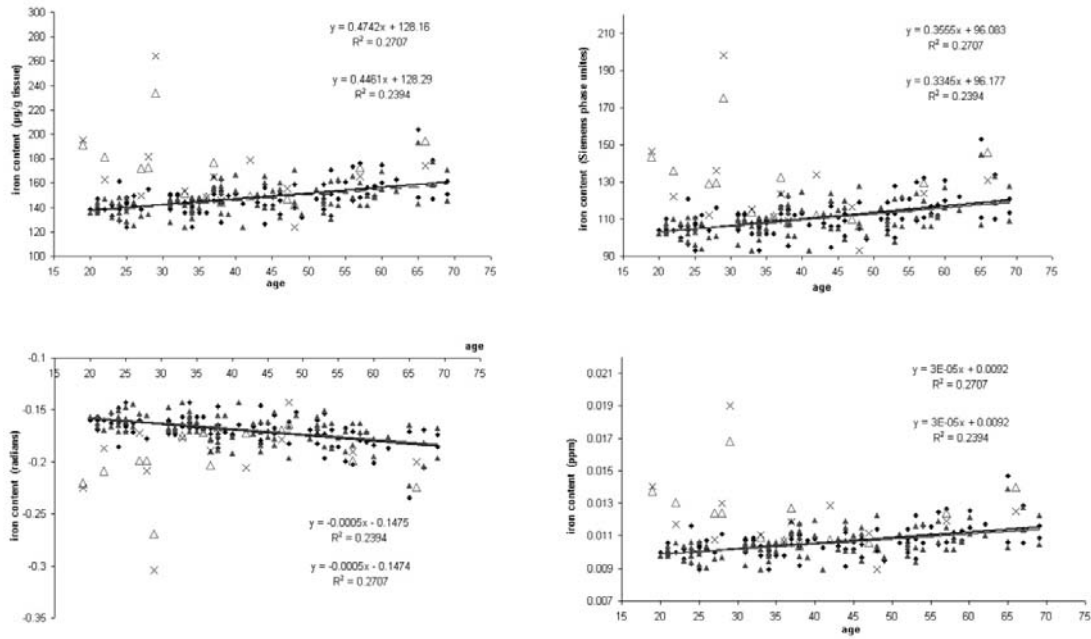 300
280
260
240
220
200
180
160
140
120
100
iron content (µg/g tissue)
y = 0.4742x + 128.16
R² = 0.2707
y = 0.4461x + 128.29
R² = 0.2394
15 20 25 30 35 40 45 50 55 60 65 70 75
age
210
190
170
150
130
110
90
iron content (Siemens phase unites)
y = 0.3555x + 96.083
R² = 0.2707
y = 0.3345x + 96.177
R² = 0.2394
15 20 25 30 35 40 45 50 55 60 65 70 75
age
age
-0.1
-0.15
-0.2
-0.25
-0.3
-0.35
iron content (radians)
15 20 25 30 35 40 45 50 55 60 65 70 75
y = -0.0005x - 0.1475
R² = 0.2394
y = -0.0005x - 0.1474
R² = 0.2707
0.021
0.019
0.017
0.015
0.013
0.011
0.009
0.007
iron content (ppm)
y = 3E-05x + 0.0092
R² = 0.2707
y = 3E-05x + 0.0092
R² = 0.2394
15 20 25 30 35 40 45 50 55 60 65 70 75
age